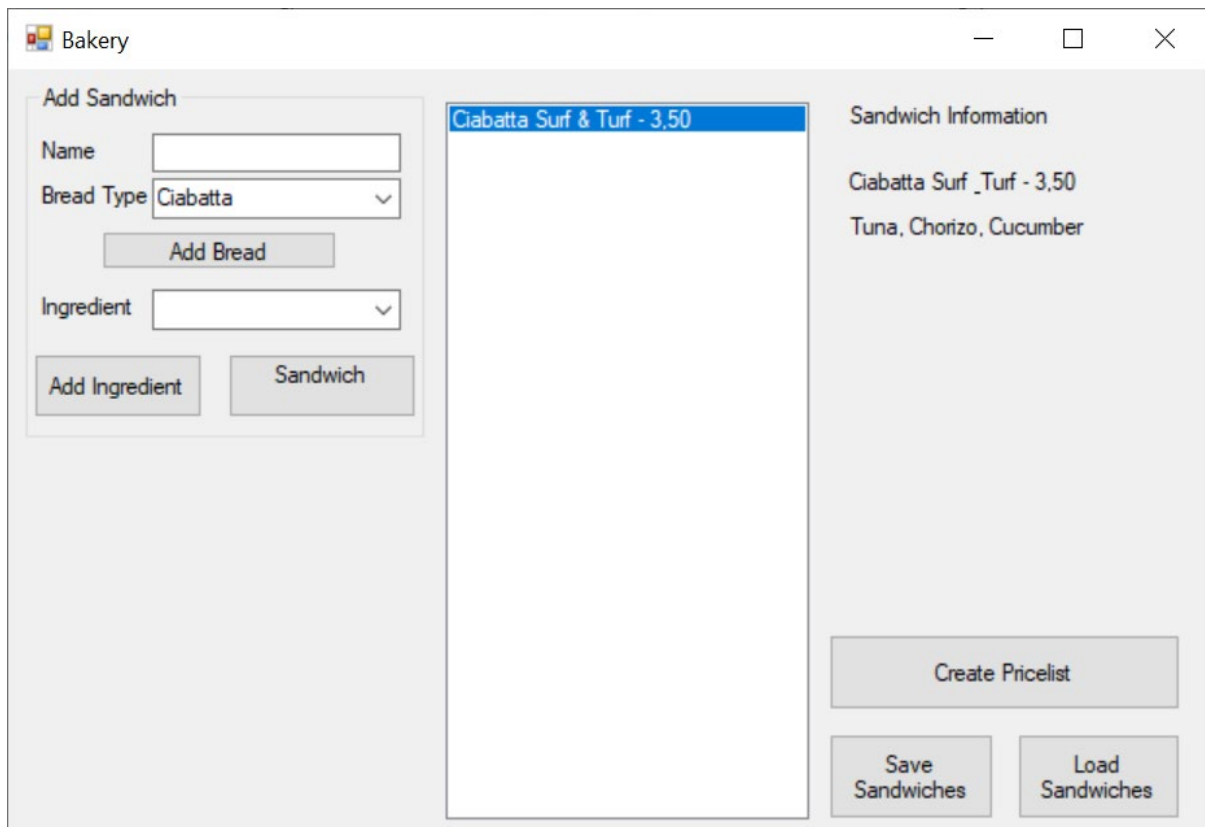 Bakery
Add Sandwich
Name
Bread Type Ciabatta
Add Bread
Ingredient
Add Ingredient
Sandwich
Ciabatta Surf & Turf - 3,50
Sandwich Information
Ciabatta Surf _Turf - 3,50
Tuna, Chorizo, Cucumber
Create Pricelist
Save
Sandwiches
Load
Sandwiches